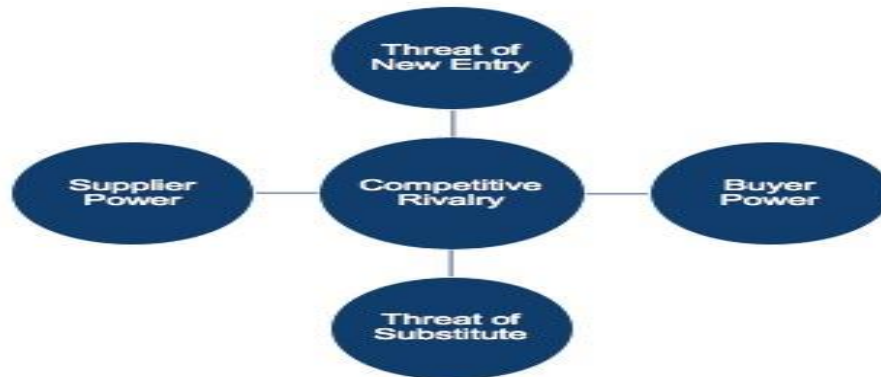 Threat of
New Entry
Supplier
Power
Competitive
Rivalry
Buyer
Power
Threat of
Substitute